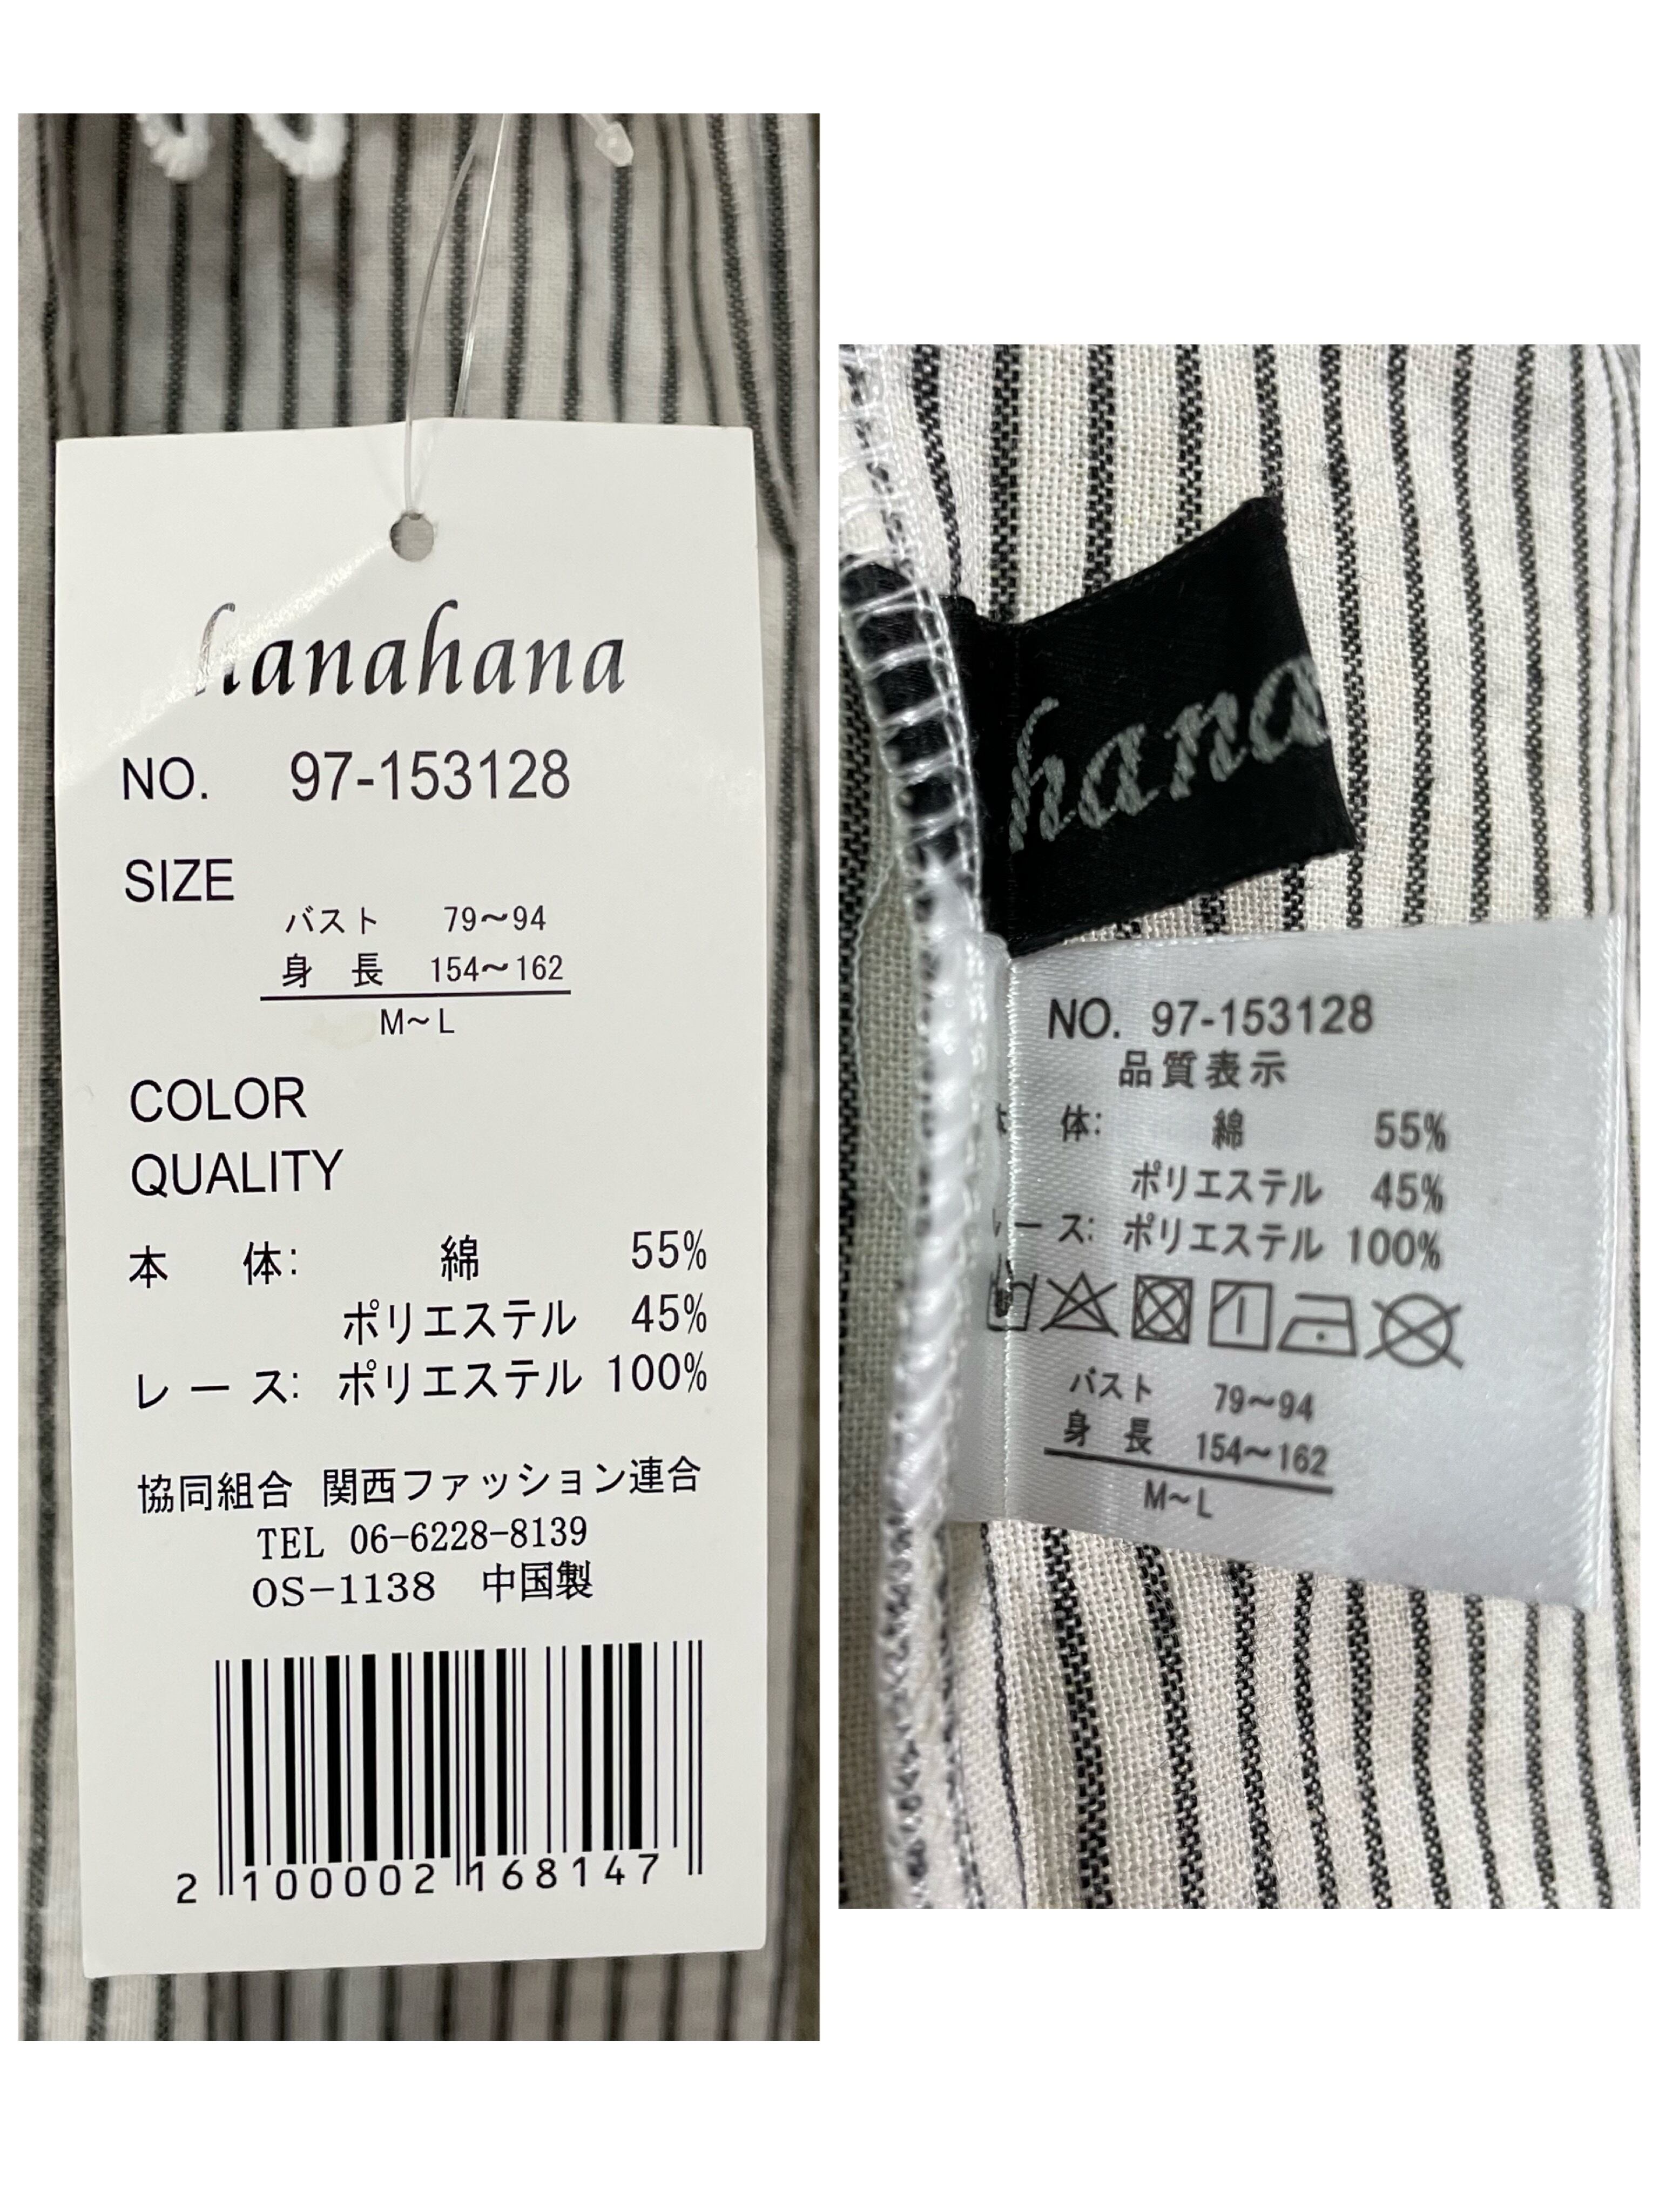 hanahana
NO. 97-153128
SIZE
バスト 79〜94
身 長 154〜162
M〜L
COLOR
QUALITY
本 体: 綿 55%
ポリエステル 45%
レース: ポリエステル 100%
協同組合 関西ファッション連合
TEL 06-6228-8139
OS-1138 中国製
2 100002 168147
hana
NO. 97-153128
品質表示
体: 綿 55%
ポリエステル 45%
ース: ポリエステル 100%
バスト 79〜94
身 長 154〜162
M〜L